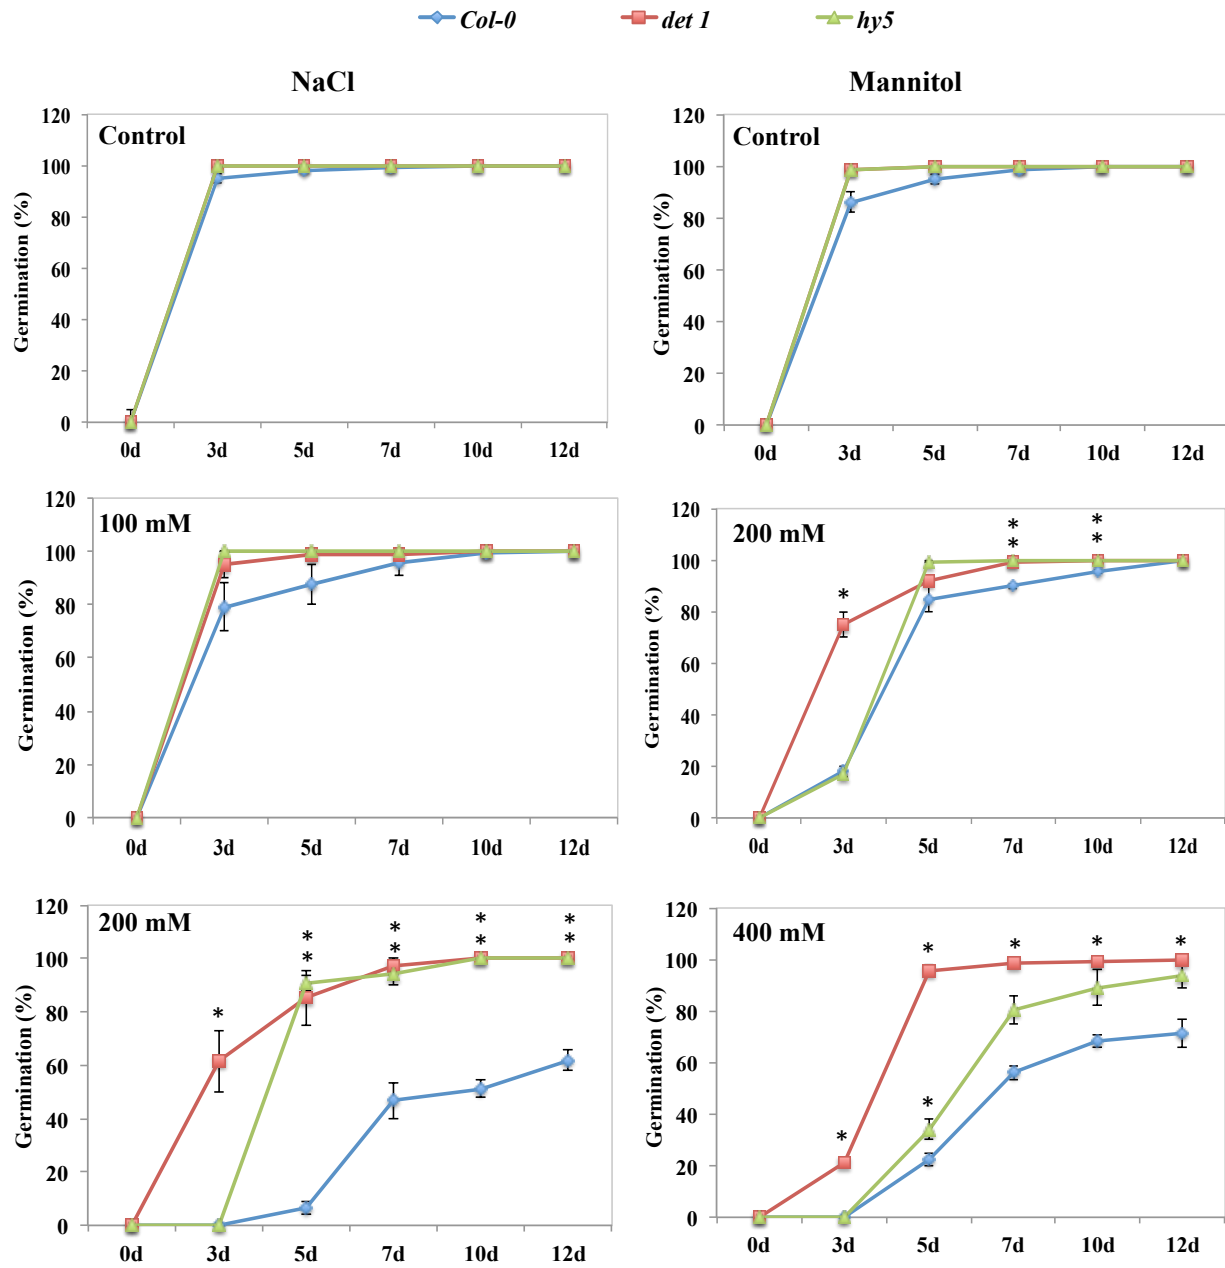 Col-0 det 1 hy5
NaCl
Mannitol
Control
120
100
80
60
40
20
0
Germination (%)
0d 3d 5d 7d 10d 12d
Control
120
100
80
60
40
20
0
Germination (%)
0d 3d 5d 7d 10d 12d
100 mM
120
100
80
60
40
20
0
Germination (%)
0d 3d 5d 7d 10d 12d
200 mM
120
100
80
60
40
20
0
Germination (%)
* * * * *
0d 3d 5d 7d 10d 12d
200 mM
120
100
80
60
40
20
0
Germination (%)
* * * * * * * * *
0d 3d 5d 7d 10d 12d
400 mM
120
100
80
60
40
20
0
Germination (%)
* * * * * *
0d 3d 5d 7d 10d 12d